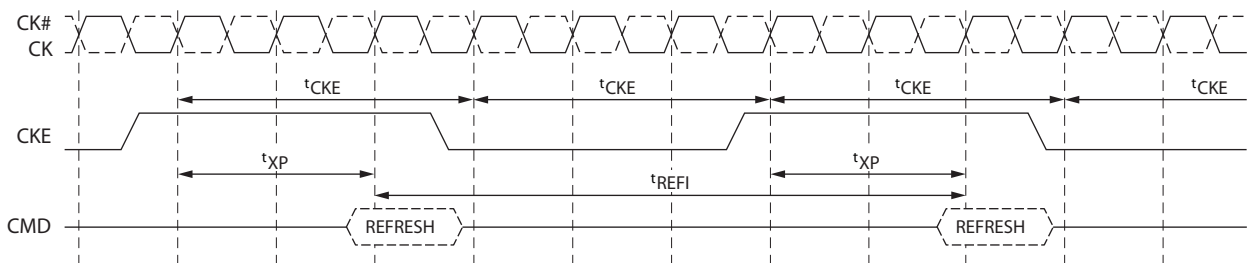 CK#
CK
tCKE tCKE tCKE tCKE
CKE
tXP tXP
tREFI
CMD REFRESH REFRESH